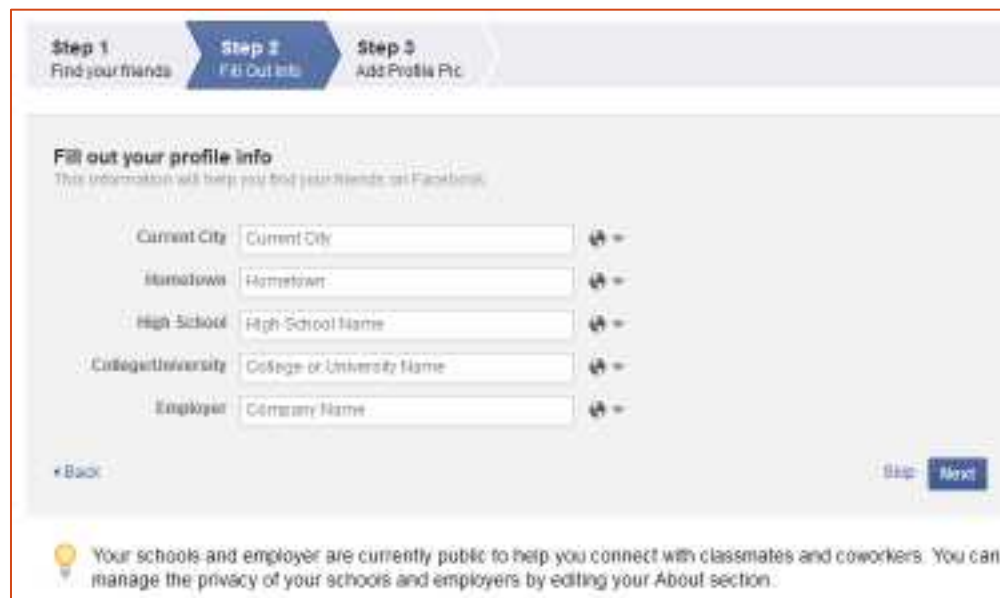 Step 1
Find your friends
Step 2
Fill Out Info
Step 3
Add Profile Pic
Fill out your profile info
This information will help you find your friends on Facebook.
Current City Current City
Hometown Hometown
High School High School Name
College/University College or University Name
Employer Company Name
Back
Skip Next
Your schools and employer are currently public to help you connect with classmates and coworkers. You can
manage the privacy of your schools and employers by editing your About section.